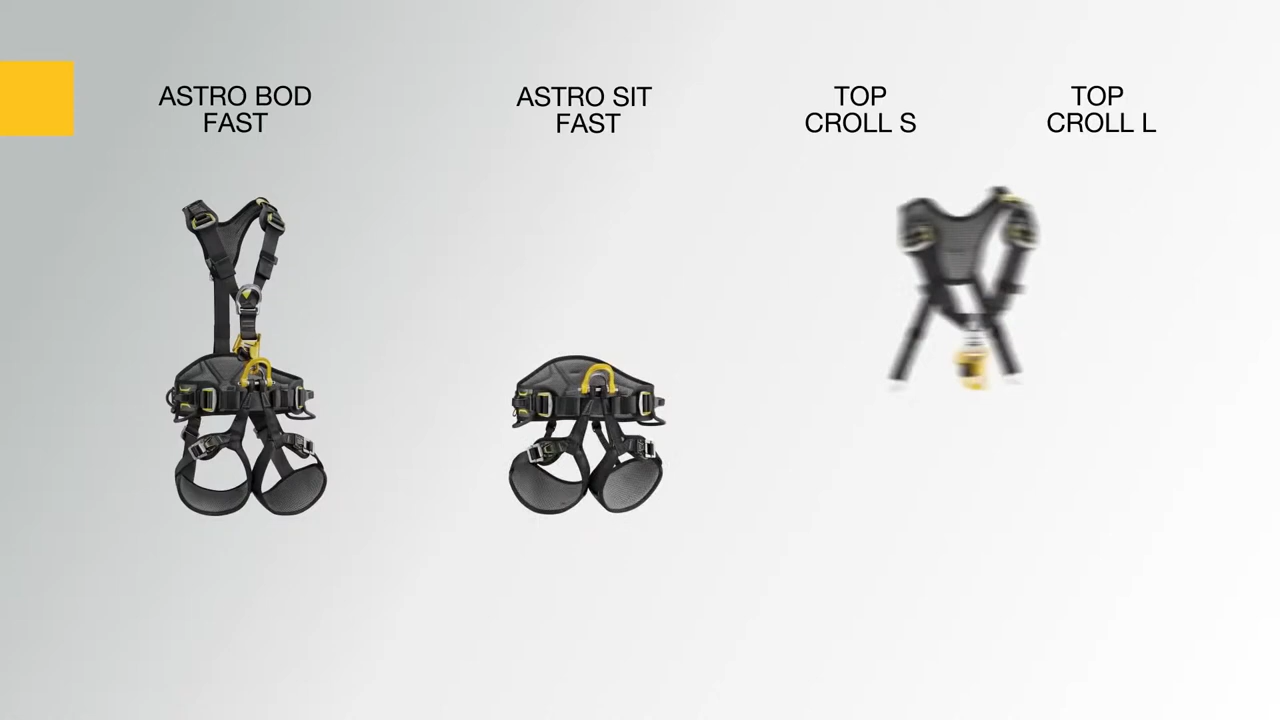 ASTRO BOD
FAST
ASTRO SIT
FAST
TOP
CROLL S
TOP
CROLL L